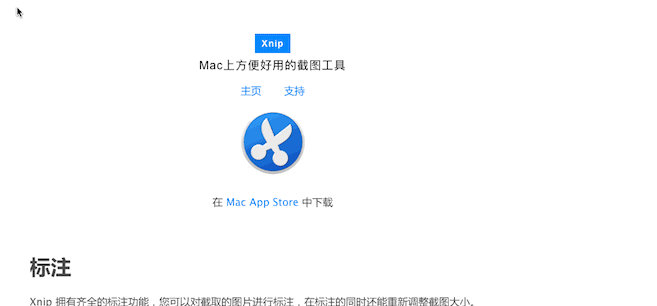 Xnip
Mac上方便好用的截图工具
主页 支持
在 Mac App Store 中下载
标注
Xnip 拥有齐全的标注功能，您可以对截取的图片进行标注，在标注的同时还能重新调整截图大小。